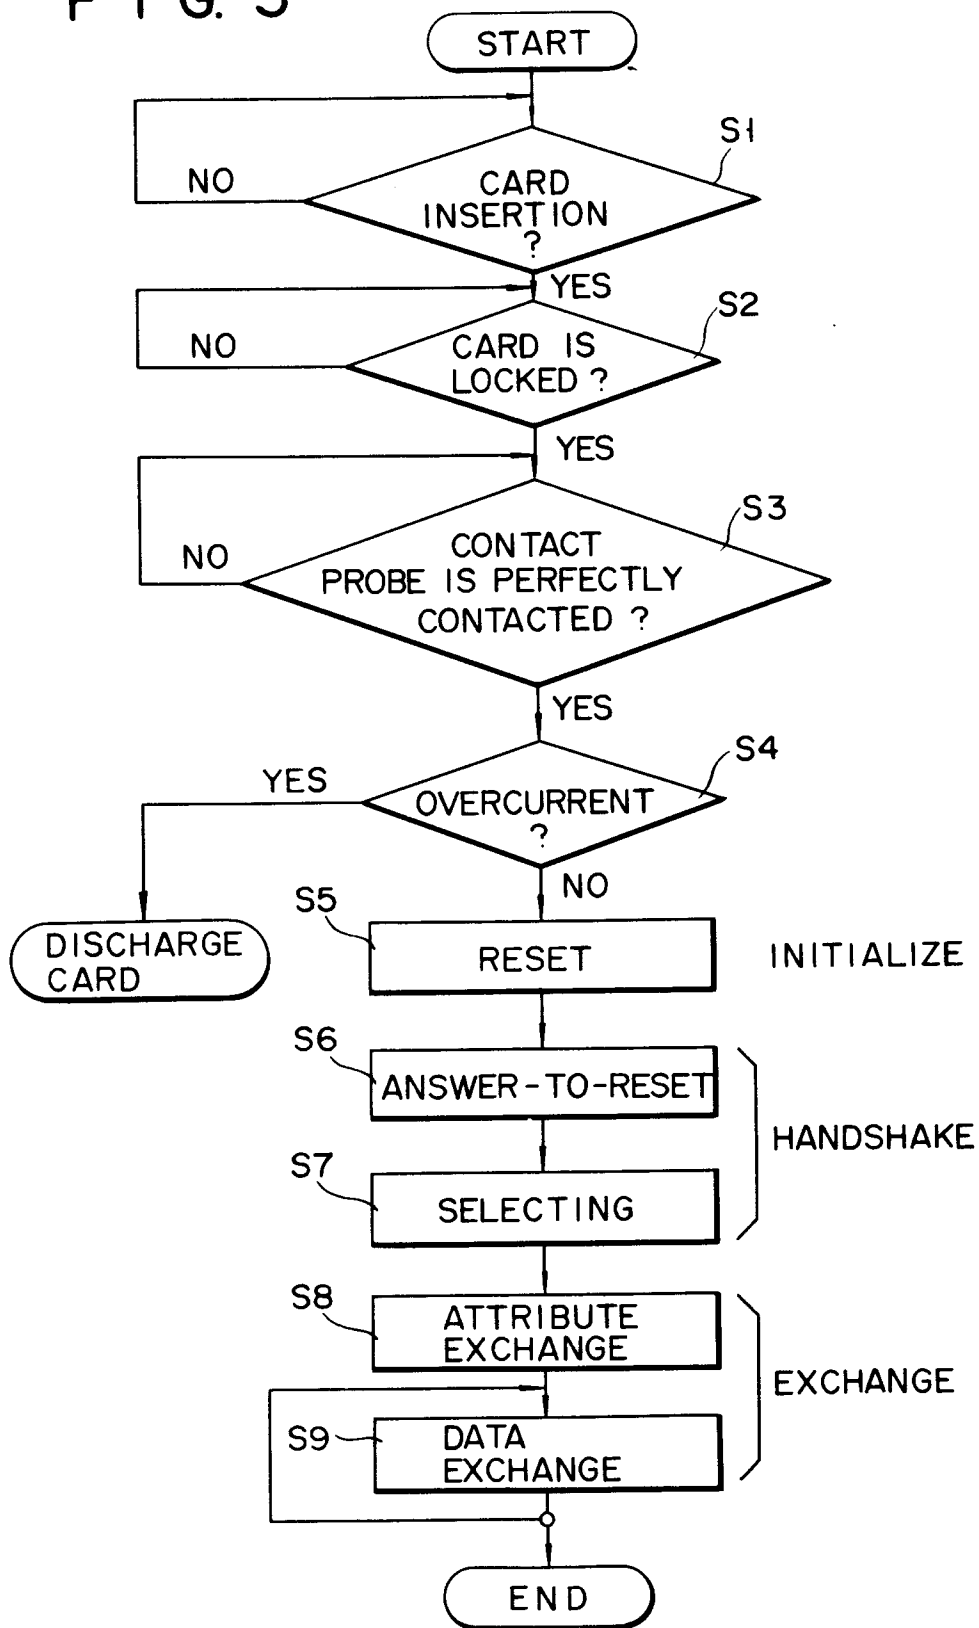 START
S1
NO
CARD
INSERTION
?
YES
S2
NO
CARD IS
LOCKED ?
YES
S3
NO
CONTACT
PROBE IS PERFECTLY
CONTACTED ?
YES
S4
YES
OVERCURRENT
?
NO
DISCHARGE
CARD
S5
RESET
INITIALIZE
S6
ANSWER-TO-RESET
HANDSHAKE
S7
SELECTING
S8
ATTRIBUTE
EXCHANGE
EXCHANGE
S9
DATA
EXCHANGE
END